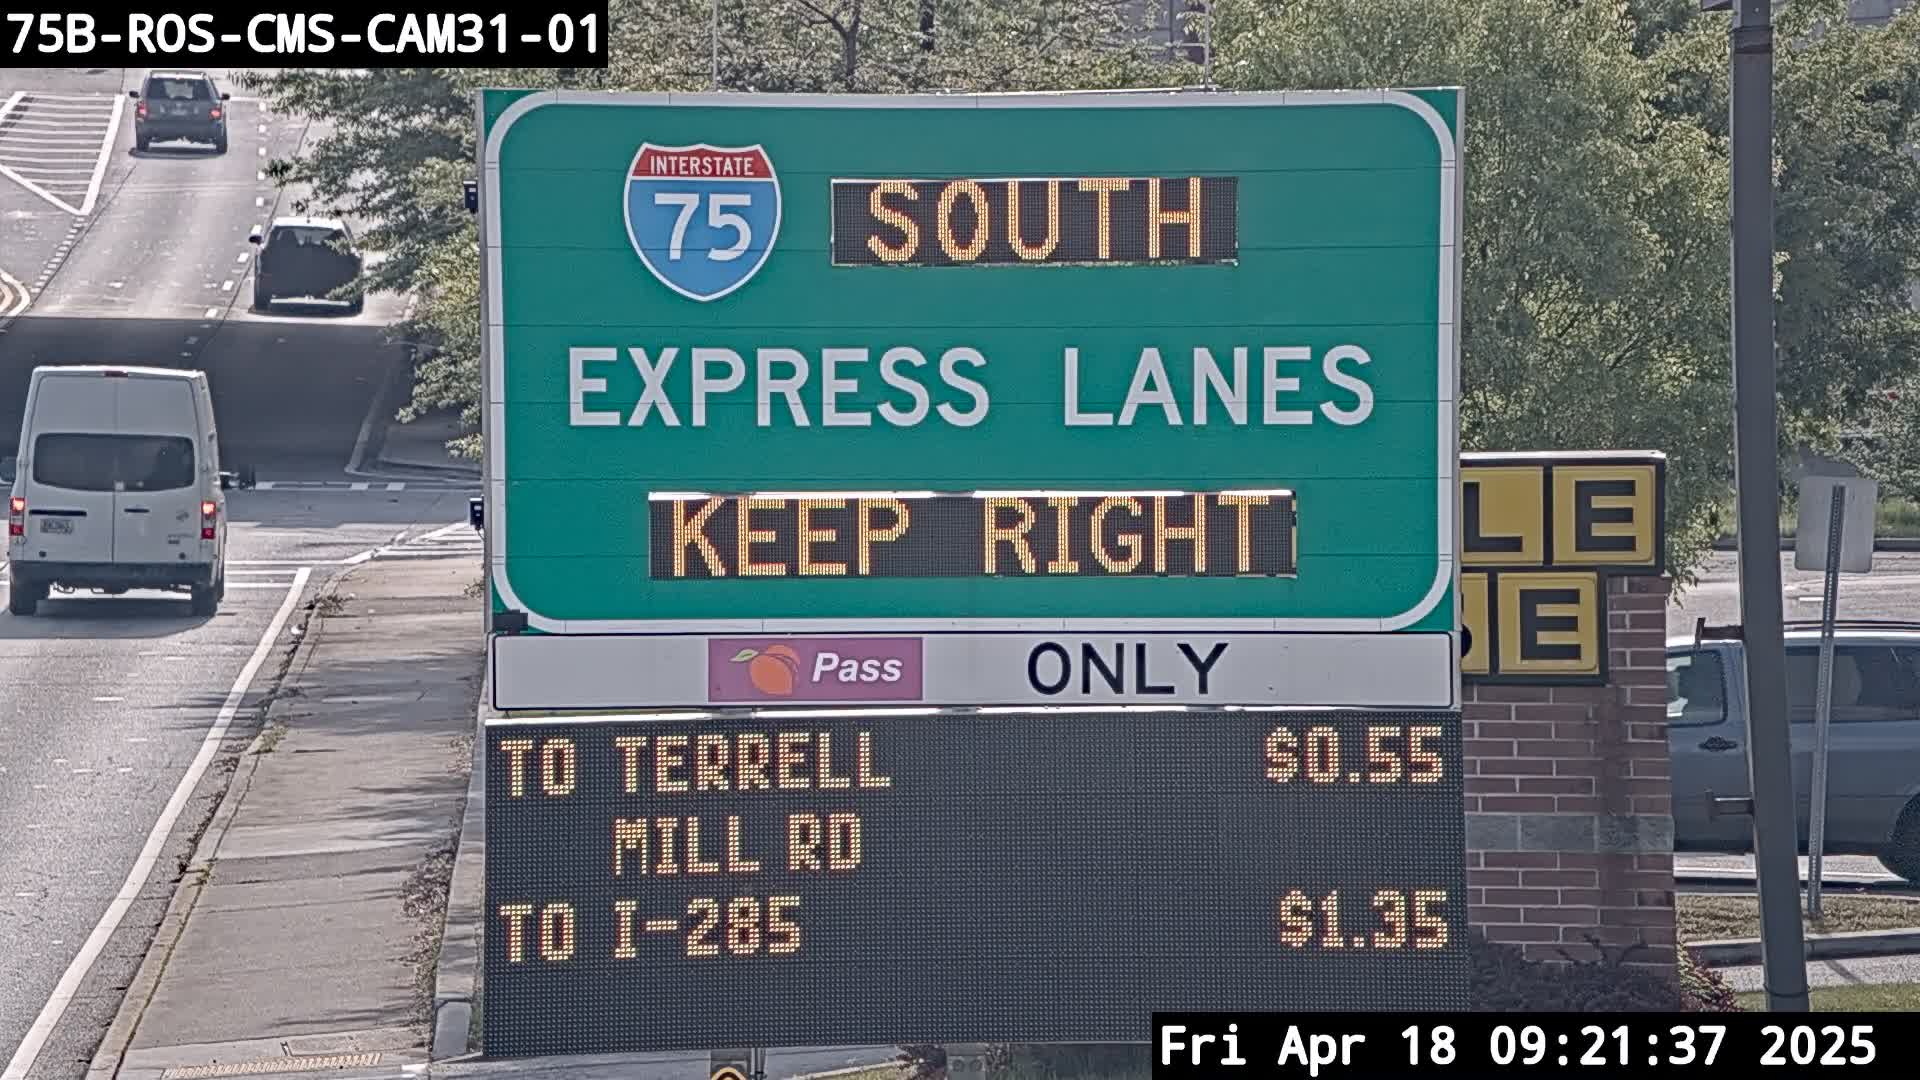 75B-ROS-CMS-CAM31-01
INTERSTATE
75
SOUTH
EXPRESS LANES
KEEP RIGHT
Pass ONLY
TO TERRELL $0.55
MILL RD
TO I-285 $1.35
LE
E
Fri Apr 18 09:21:37 2025